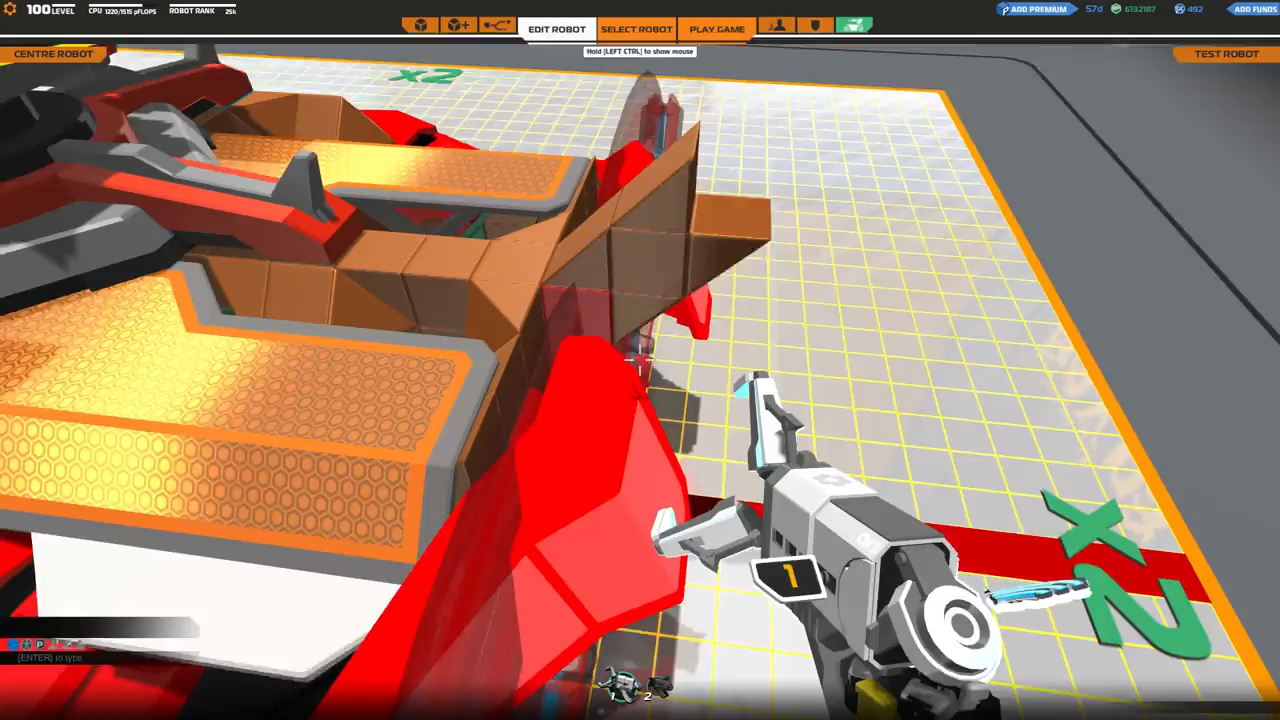 100 LEVEL
CPU 1220/1515 pFLOPS
ROBOT RANK 25k
EDIT ROBOT
SELECT ROBOT
PLAY GAME
ADD PREMIUM
57d
6132187
492
ADD FUNDS
CENTRE ROBOT
Hold [LEFT CTRL] to show mouse
TEST ROBOT
x2
x2
1
[ENTER] to type
1 2